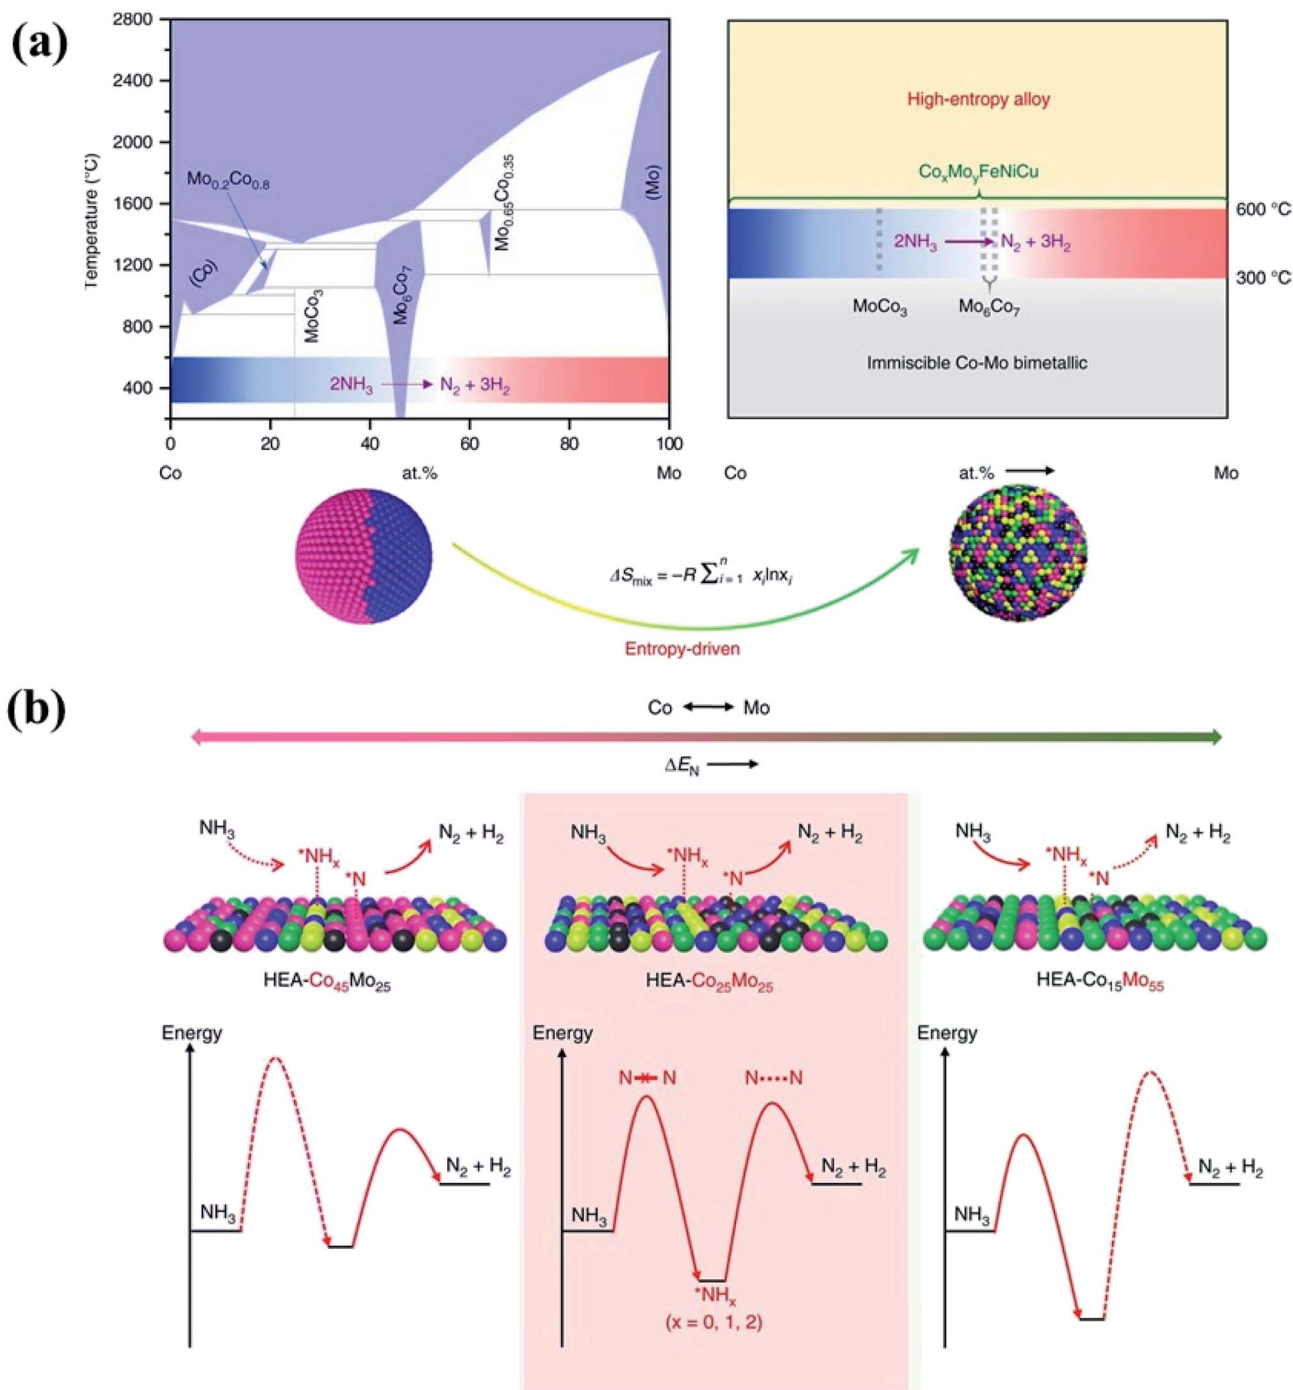 (a)
2800
2400
2000
1600
1200
800
400
Temperature (°C)
Mo0.2Co0.8
(Co)
MoCo3
Mo6Co7
Mo0.65Co0.35
(Mo)
2NH3 → N2 + 3H2
0 20 40 60 80 100
Co at.% Mo
High-entropy alloy
CoxMoyFeNiCu
600 °C
2NH3 → N2 + 3H2
300 °C
MoCo3 Mo6Co7
Immiscible Co-Mo bimetallic
Co at.% → Mo
ΔSmix = –R ∑ⁿi = 1 xilnxi
Entropy-driven
(b)
Co ↔ Mo
ΔEN →
NH3 *NHx *N N2 + H2
HEA-Co45Mo25
NH3 *NHx *N N2 + H2
HEA-Co25Mo25
NH3 *NHx *N N2 + H2
HEA-Co15Mo55
Energy
NH3
N2 + H2
Energy
N N
N N
NH3
N2 + H2
*NHx
(x = 0, 1, 2)
Energy
NH3
N2 + H2